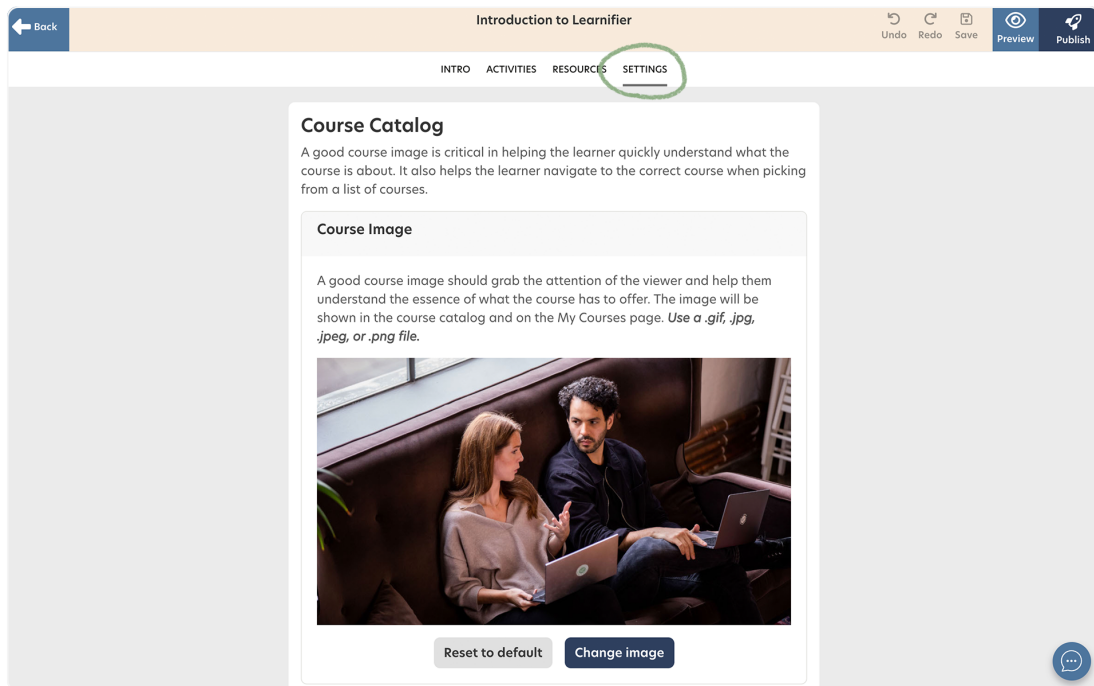 Back
Introduction to Learnifier
Undo
Redo
Save
Preview
Publish
INTRO
ACTIVITIES
RESOURCES
SETTINGS
Course Catalog
A good course image is critical in helping the learner quickly understand what the
course is about. It also helps the learner navigate to the correct course when picking
from a list of courses.
Course Image
A good course image should grab the attention of the viewer and help them
understand the essence of what the course has to offer. The image will be
shown in the course catalog and on the My Courses page. Use a .gif, .jpg,
.jpeg, or .png file.
Reset to default
Change image